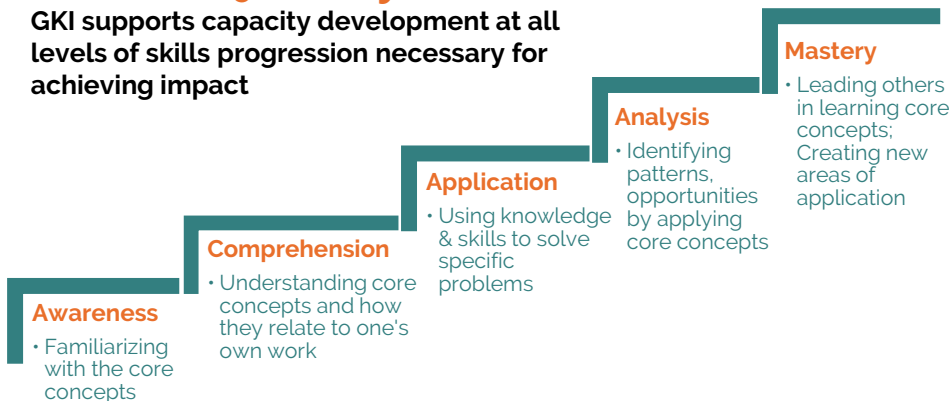 GKI supports capacity development at all
levels of skills progression necessary for
achieving impact
Awareness
• Familiarizing
with the core
concepts
Comprehension
• Understanding core
concepts and how
they relate to one's
own work
Application
• Using knowledge
& skills to solve
specific
problems
Analysis
• Identifying
patterns,
opportunities
by applying
core concepts
Mastery
• Leading others
in learning core
concepts;
Creating new
areas of
application